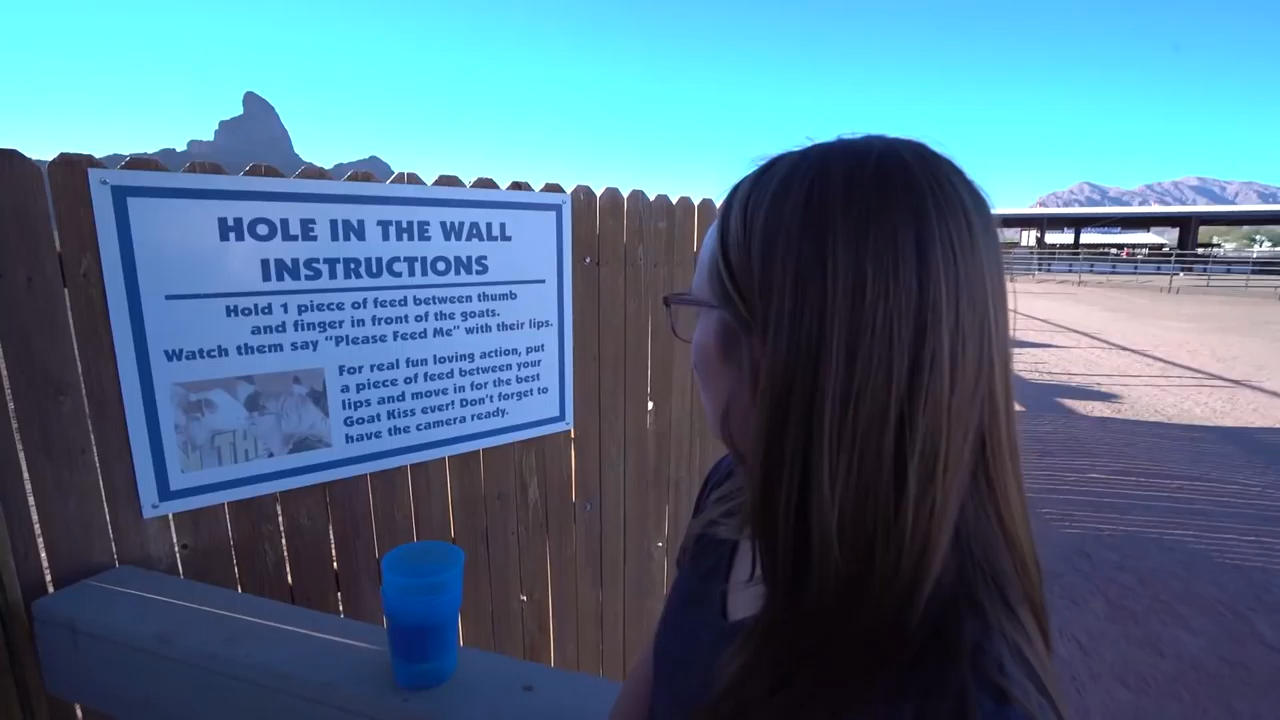 HOLE IN THE WALL
INSTRUCTIONS
Hold 1 piece of feed between thumb
and finger in front of the goats.
Watch them say “Please Feed Me” with their lips.
For real fun loving action, put
a piece of feed between your
lips and move in for the best
Goat Kiss ever! Don’t forget to
have the camera ready.
THE